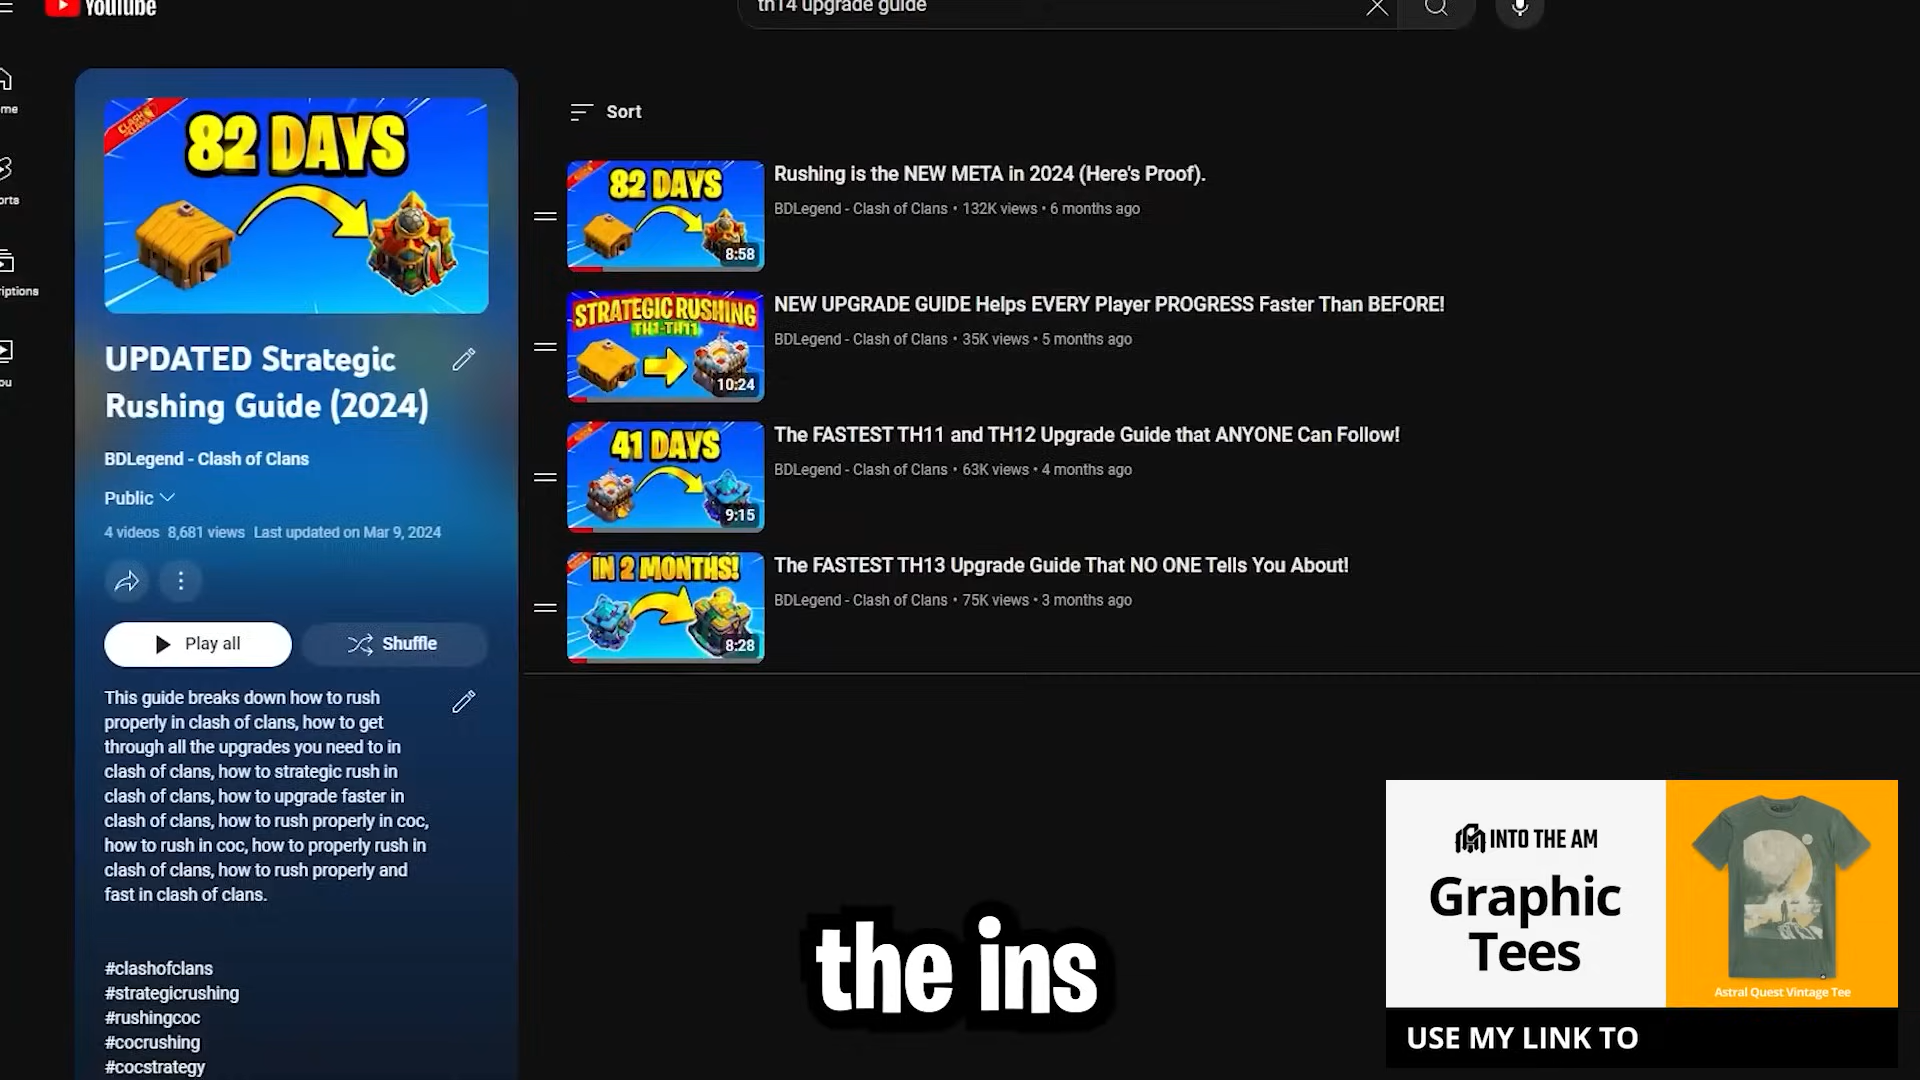 YouTube
th14 upgrade guide
me
orts
riptions
ou
CLASH OF CLANS
82 DAYS
UPDATED Strategic
Rushing Guide (2024)
BDLegend - Clash of Clans
Public
4 videos 8,681 views Last updated on Mar 9, 2024
Play all
Shuffle
This guide breaks down how to rush
properly in clash of clans, how to get
through all the upgrades you need to in
clash of clans, how to strategic rush in
clash of clans, how to upgrade faster in
clash of clans, how to rush properly in coc,
how to rush in coc, how to properly rush in
clash of clans, how to rush properly and
fast in clash of clans.
#clashofclans
#strategicrushing
#rushingcoc
#cocrushing
#cocstrategy
Sort
82 DAYS
8:58
Rushing is the NEW META in 2024 (Here's Proof).
BDLegend - Clash of Clans • 132K views • 6 months ago
STRATEGIC RUSHING
TH1-TH11
10:24
NEW UPGRADE GUIDE Helps EVERY Player PROGRESS Faster Than BEFORE!
BDLegend - Clash of Clans • 35K views • 5 months ago
41 DAYS
9:15
The FASTEST TH11 and TH12 Upgrade Guide that ANYONE Can Follow!
BDLegend - Clash of Clans • 63K views • 4 months ago
IN 2 MONTHS!
8:28
The FASTEST TH13 Upgrade Guide That NO ONE Tells You About!
BDLegend - Clash of Clans • 75K views • 3 months ago
the ins
INTO THE AM
Graphic
Tees
Astral Quest Vintage Tee
USE MY LINK TO